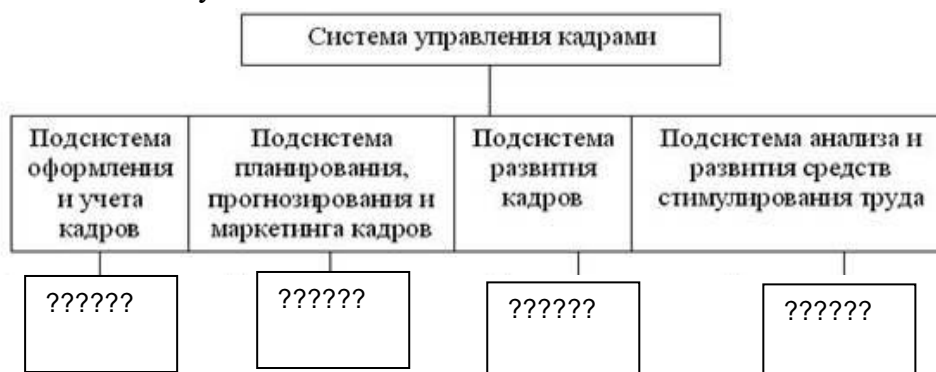 Система управления кадрами
Подсистема
оформления
и учета
кадров
Подсистема
планирования,
прогнозирования и
маркетинга кадров
Подсистема
развития
кадров
Подсистема анализа и
развития средств
стимулирования труда
??????
??????
??????
??????